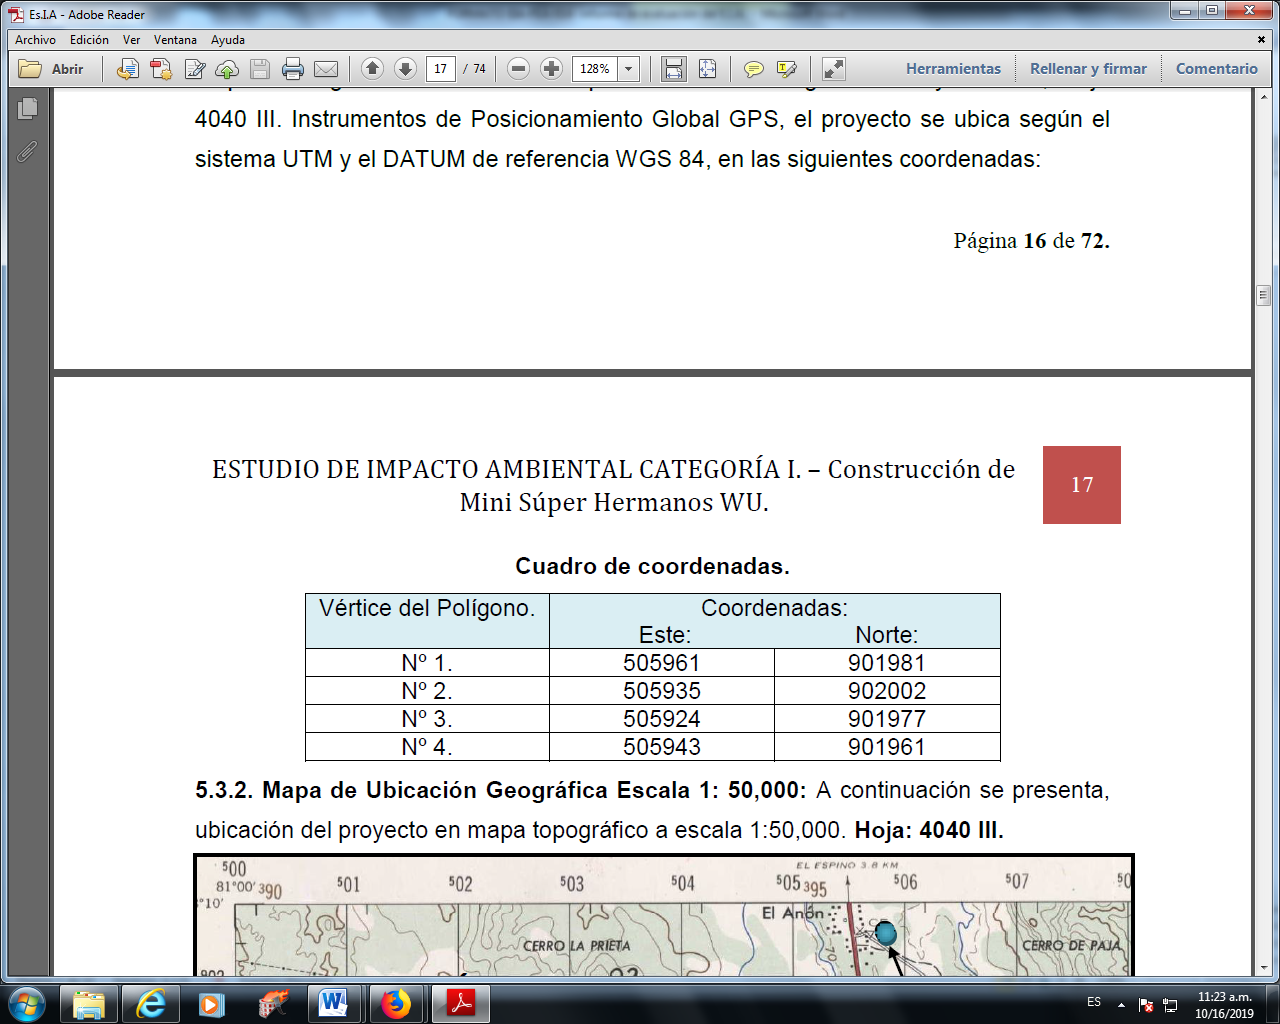 Es.I.A - Adobe Reader
Archivo Edición Ver Ventana Ayuda
Abrir 17 / 74 128% Herramientas Rellenar y firmar Comentario
4040 III. Instrumentos de Posicionamiento Global GPS, el proyecto se ubica según el
sistema UTM y el DATUM de referencia WGS 84, en las siguientes coordenadas:
Página 16 de 72.
ESTUDIO DE IMPACTO AMBIENTAL CATEGORÍA I. – Construcción de
Mini Súper Hermanos WU.
17
Cuadro de coordenadas.
Vértice del Polígono. Coordenadas:
Este: Norte:
Nº 1. 505961 901981
Nº 2. 505935 902002
Nº 3. 505924 901977
Nº 4. 505943 901961
5.3.2. Mapa de Ubicación Geográfica Escala 1: 50,000: A continuación se presenta,
ubicación del proyecto en mapa topográfico a escala 1:50,000. Hoja: 4040 III.
EL ESPINO 3.8 KM
500 501 502 503 504 505 395 506 507 50
81°00' 390
°10'
El Anón
CERRO LA PRIETA CERRO DE PAJA
70
902
ES 11:23 a.m.
10/16/2019